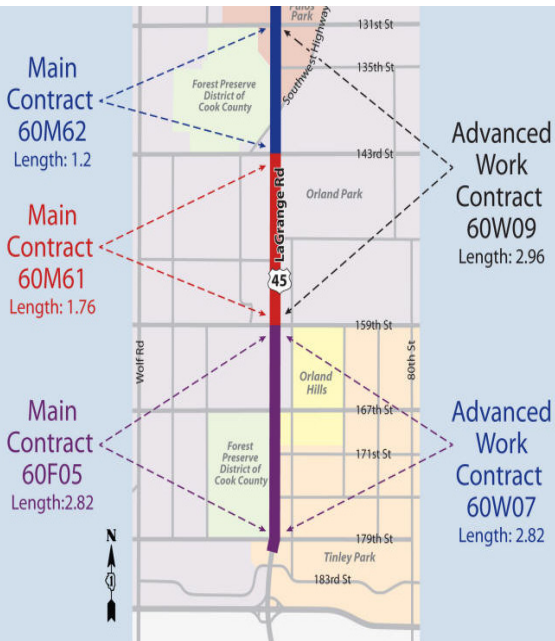 Main
Contract
60M62
Length: 1.2
Main
Contract
60M61
Length: 1.76
Main
Contract
60F05
Length:2.82
N
1
Palos
Park
131st St
135th St
Southwest Highway
Forest Preserve
District of
Cook County
143rd St
LaGrange Rd
Orland Park
45
159th St
Wolf Rd
80th St
Orland
Hills
167th St
Forest
Preserve
District of
Cook County
171st St
179th St
Tinley Park
183rd St
Advanced
Work
Contract
60W09
Length: 2.96
Advanced
Work
Contract
60W07
Length: 2.82